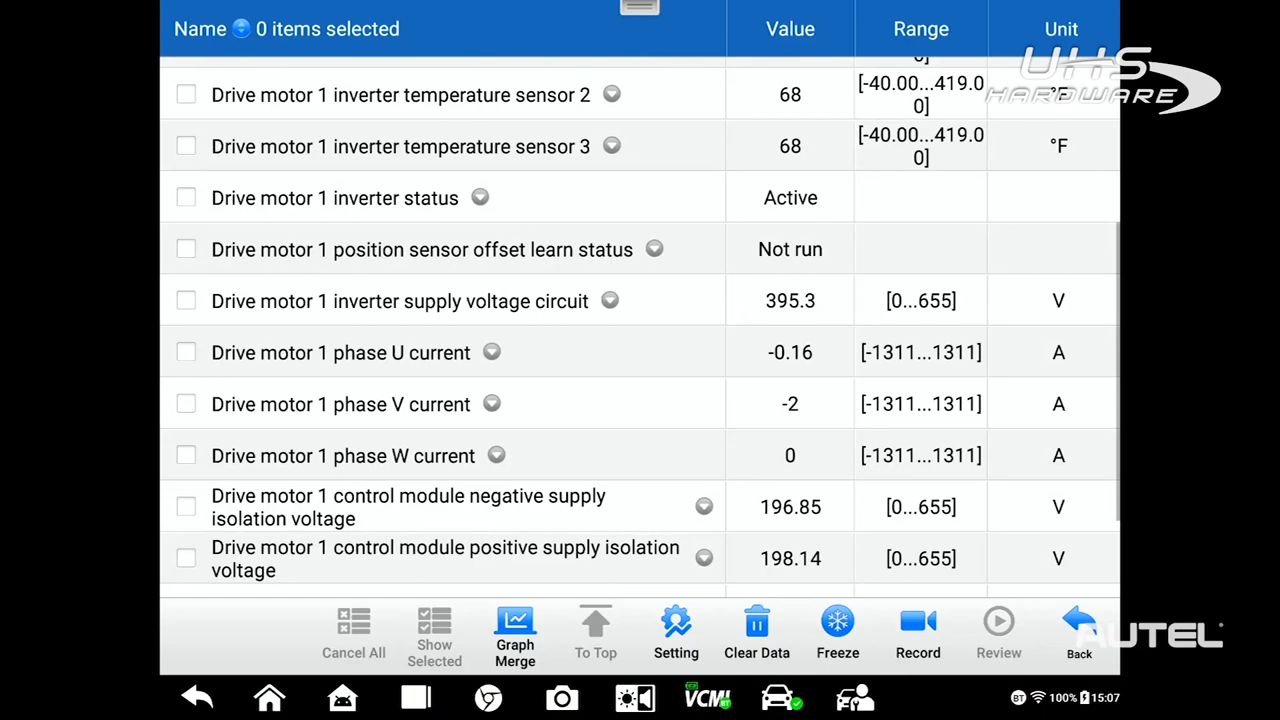 Name 0 items selected Value Range Unit
0]
UHS
HARDWARE
Drive motor 1 inverter temperature sensor 2 68 [-40.00...419.0 °F
0]
Drive motor 1 inverter temperature sensor 3 68 [-40.00...419.0 °F
0]
Drive motor 1 inverter status Active
Drive motor 1 position sensor offset learn status Not run
Drive motor 1 inverter supply voltage circuit 395.3 [0...655] V
Drive motor 1 phase U current -0.16 [-1311...1311] A
Drive motor 1 phase V current -2 [-1311...1311] A
Drive motor 1 phase W current 0 [-1311...1311] A
Drive motor 1 control module negative supply
isolation voltage 196.85 [0...655] V
Drive motor 1 control module positive supply isolation
voltage 198.14 [0...655] V
Cancel All
Show
Selected
Graph
Merge
To Top
Setting
Clear Data
Freeze
Record
Review
Back
AUTEL
VCMI
BT
BT 100% 15:07